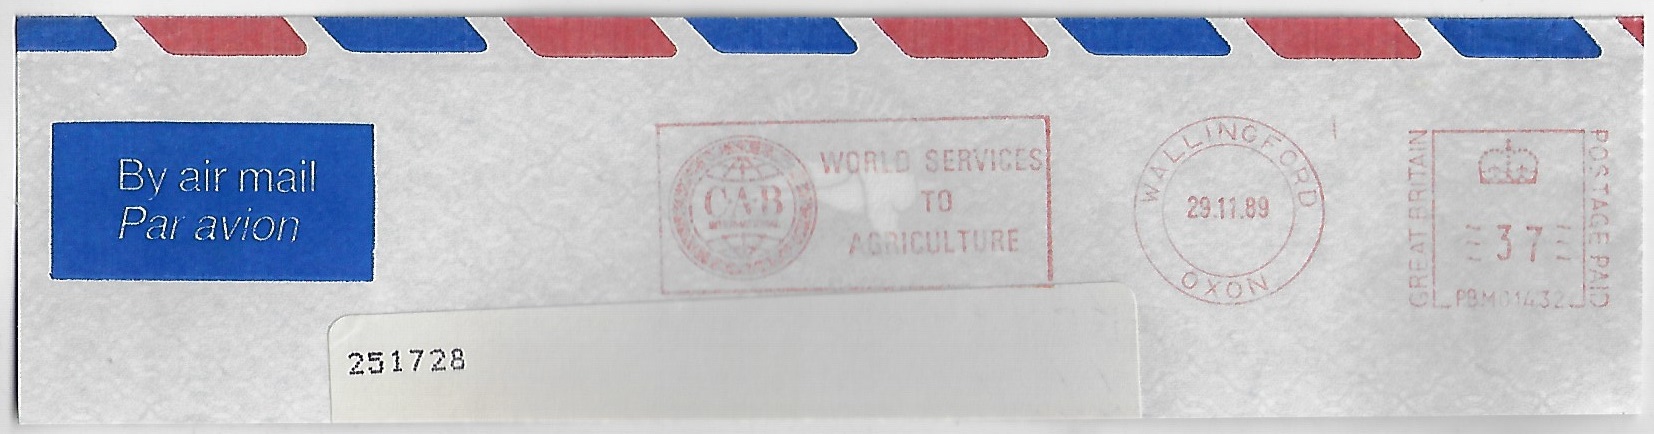 By air mail
Par avion
CAB
WORLD SERVICES
TO
AGRICULTURE
WALLINGFORD
29.11.89
OXON
GREAT BRITAIN
37
PBM01432
POSTAGE PAID
251728